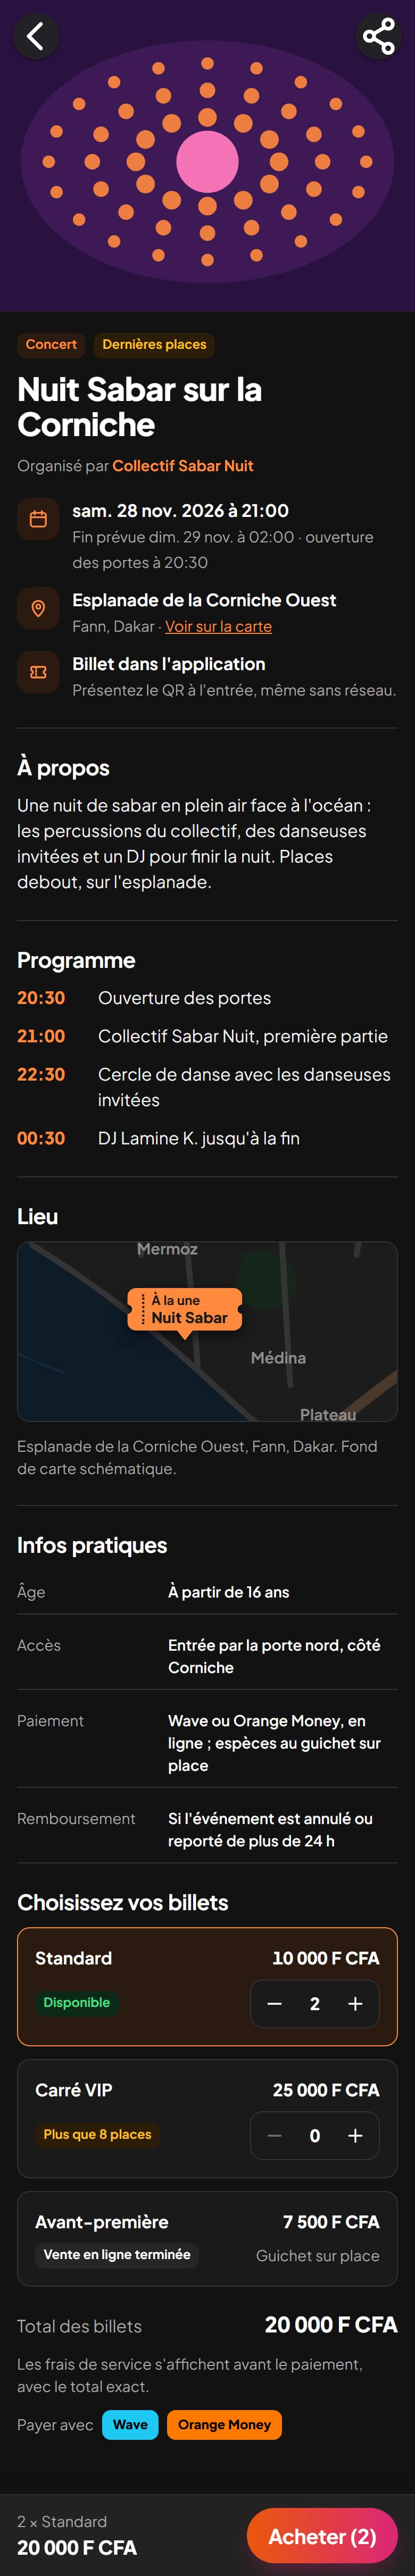 Concert
Dernières places
Nuit Sabar sur la
Corniche
Organisé par Collectif Sabar Nuit
sam. 28 nov. 2026 à 21:00
Fin prévue dim. 29 nov. à 02:00 · ouverture
des portes à 20:30
Esplanade de la Corniche Ouest
Fann, Dakar · Voir sur la carte
Billet dans l'application
Présentez le QR à l'entrée, même sans réseau.
À propos
Une nuit de sabar en plein air face à l'océan :
les percussions du collectif, des danseuses
invitées et un DJ pour finir la nuit. Places
debout, sur l'esplanade.
Programme
20:30 Ouverture des portes
21:00 Collectif Sabar Nuit, première partie
22:30 Cercle de danse avec les danseuses
invitées
00:30 DJ Lamine K. jusqu'à la fin
Lieu
Mermoz
À la une
Nuit Sabar
Médina
Plateau
Esplanade de la Corniche Ouest, Fann, Dakar. Fond
de carte schématique.
Infos pratiques
Âge À partir de 16 ans
Accès Entrée par la porte nord, côté
Corniche
Paiement Wave ou Orange Money, en
ligne ; espèces au guichet sur
place
Remboursement Si l'événement est annulé ou
reporté de plus de 24 h
Choisissez vos billets
Standard 10 000 F CFA
Disponible − 2 +
Carré VIP 25 000 F CFA
Plus que 8 places − 0 +
Avant-première 7 500 F CFA
Vente en ligne terminée Guichet sur place
Total des billets 20 000 F CFA
Les frais de service s'affichent avant le paiement,
avec le total exact.
Payer avec Wave Orange Money
2 × Standard
20 000 F CFA
Acheter (2)